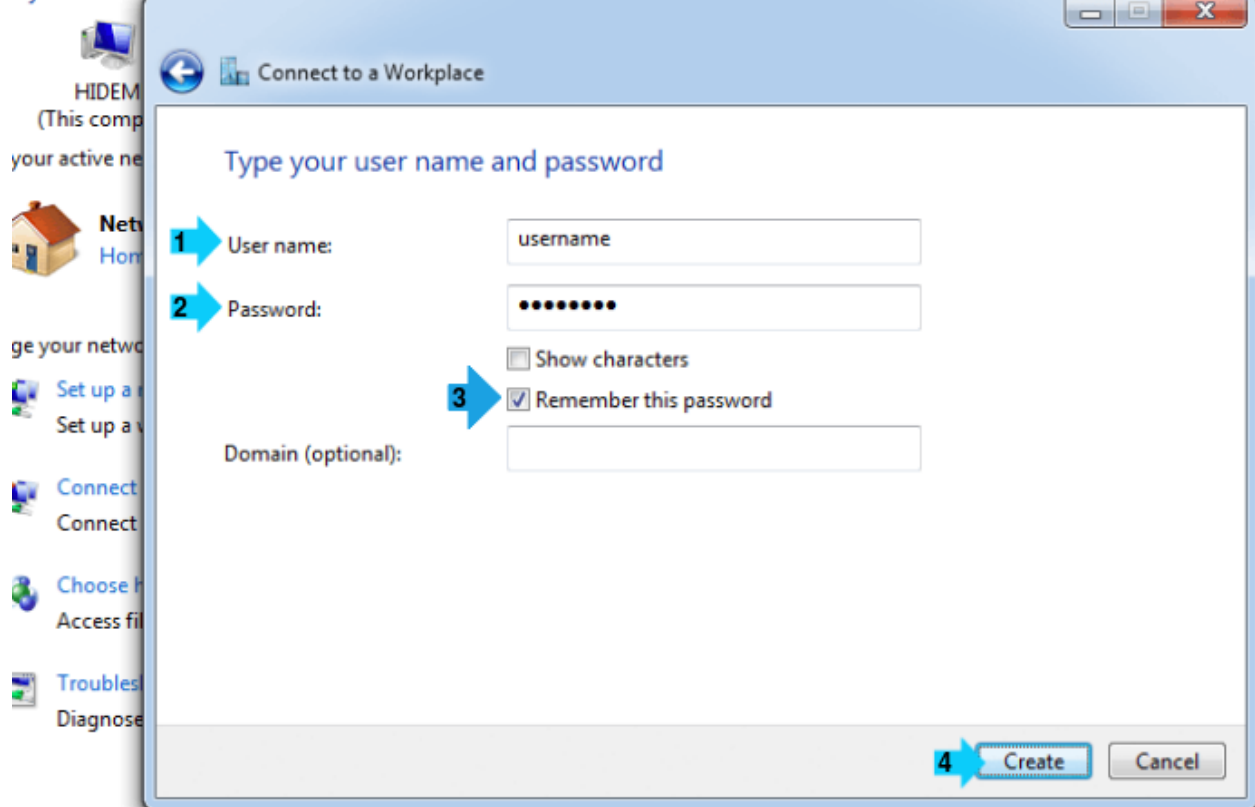 HIDEM
(This comp
your active ne
Netw
Hom
ge your netwo
Set up a
Set up a
Connect
Connect
Choose h
Access fil
Troublesh
Diagnose
Connect to a Workplace
Type your user name and password
1 User name: username
2 Password: ••••••••
Show characters
3 Remember this password
Domain (optional):
4 Create Cancel